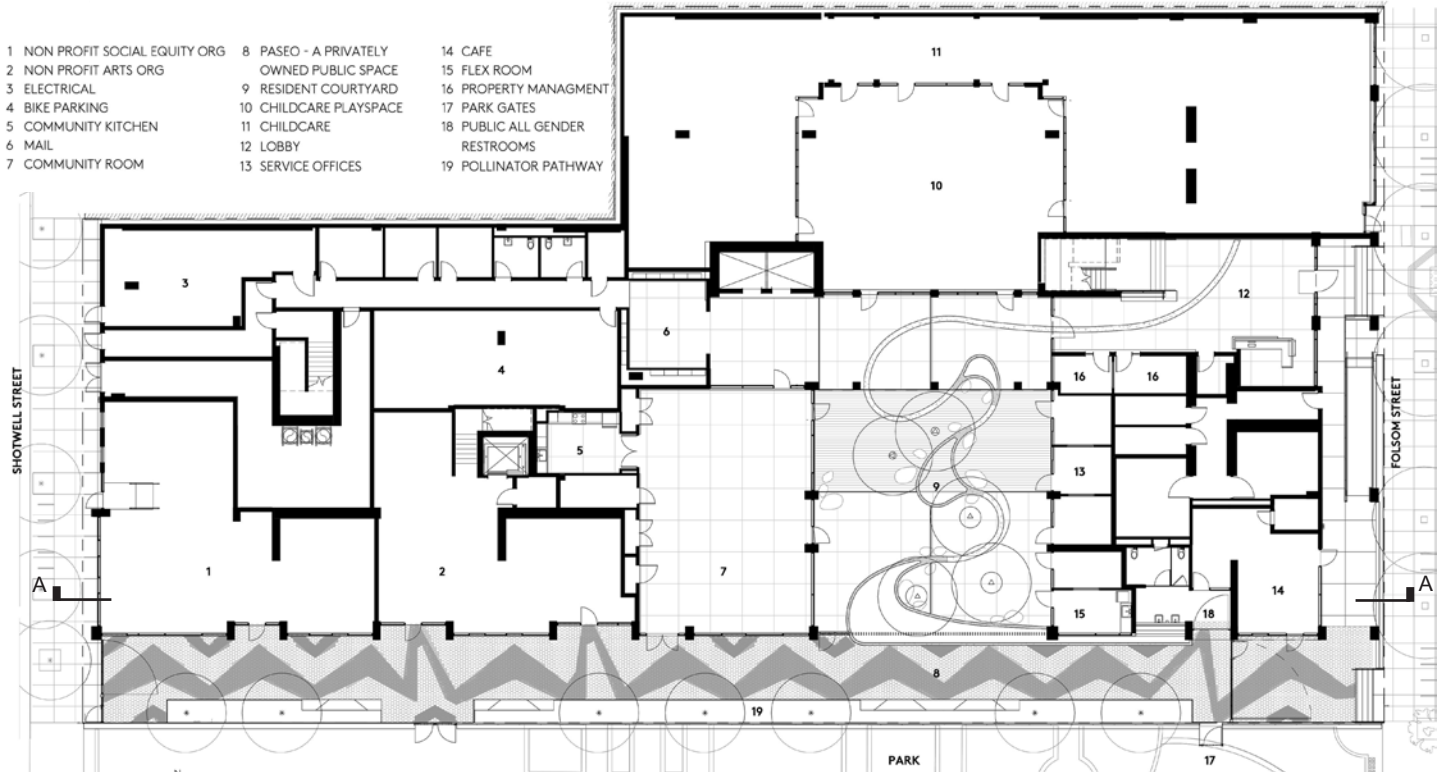 1 NON PROFIT SOCIAL EQUITY ORG
2 NON PROFIT ARTS ORG
3 ELECTRICAL
4 BIKE PARKING
5 COMMUNITY KITCHEN
6 MAIL
7 COMMUNITY ROOM
8 PASEO - A PRIVATELY
OWNED PUBLIC SPACE
9 RESIDENT COURTYARD
10 CHILDCARE PLAYSPACE
11 CHILDCARE
12 LOBBY
13 SERVICE OFFICES
14 CAFE
15 FLEX ROOM
16 PROPERTY MANAGMENT
17 PARK GATES
18 PUBLIC ALL GENDER
RESTROOMS
19 POLLINATOR PATHWAY
11
10
3
12
6
4
16
16
SHOTWELL STREET
FOLSOM STREET
5
13
9
1
2
7
A
A
14
15
18
8
19
PARK
17
N